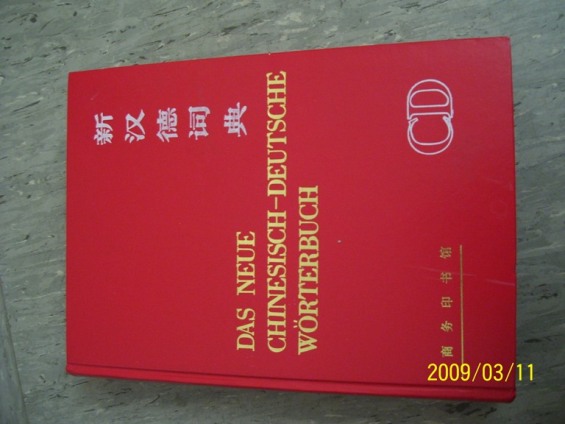 新汉德词典
DAS NEUE
CHINESISCH–DEUTSCHE
WÖRTERBUCH
CD
商务印书馆
2009/03/11